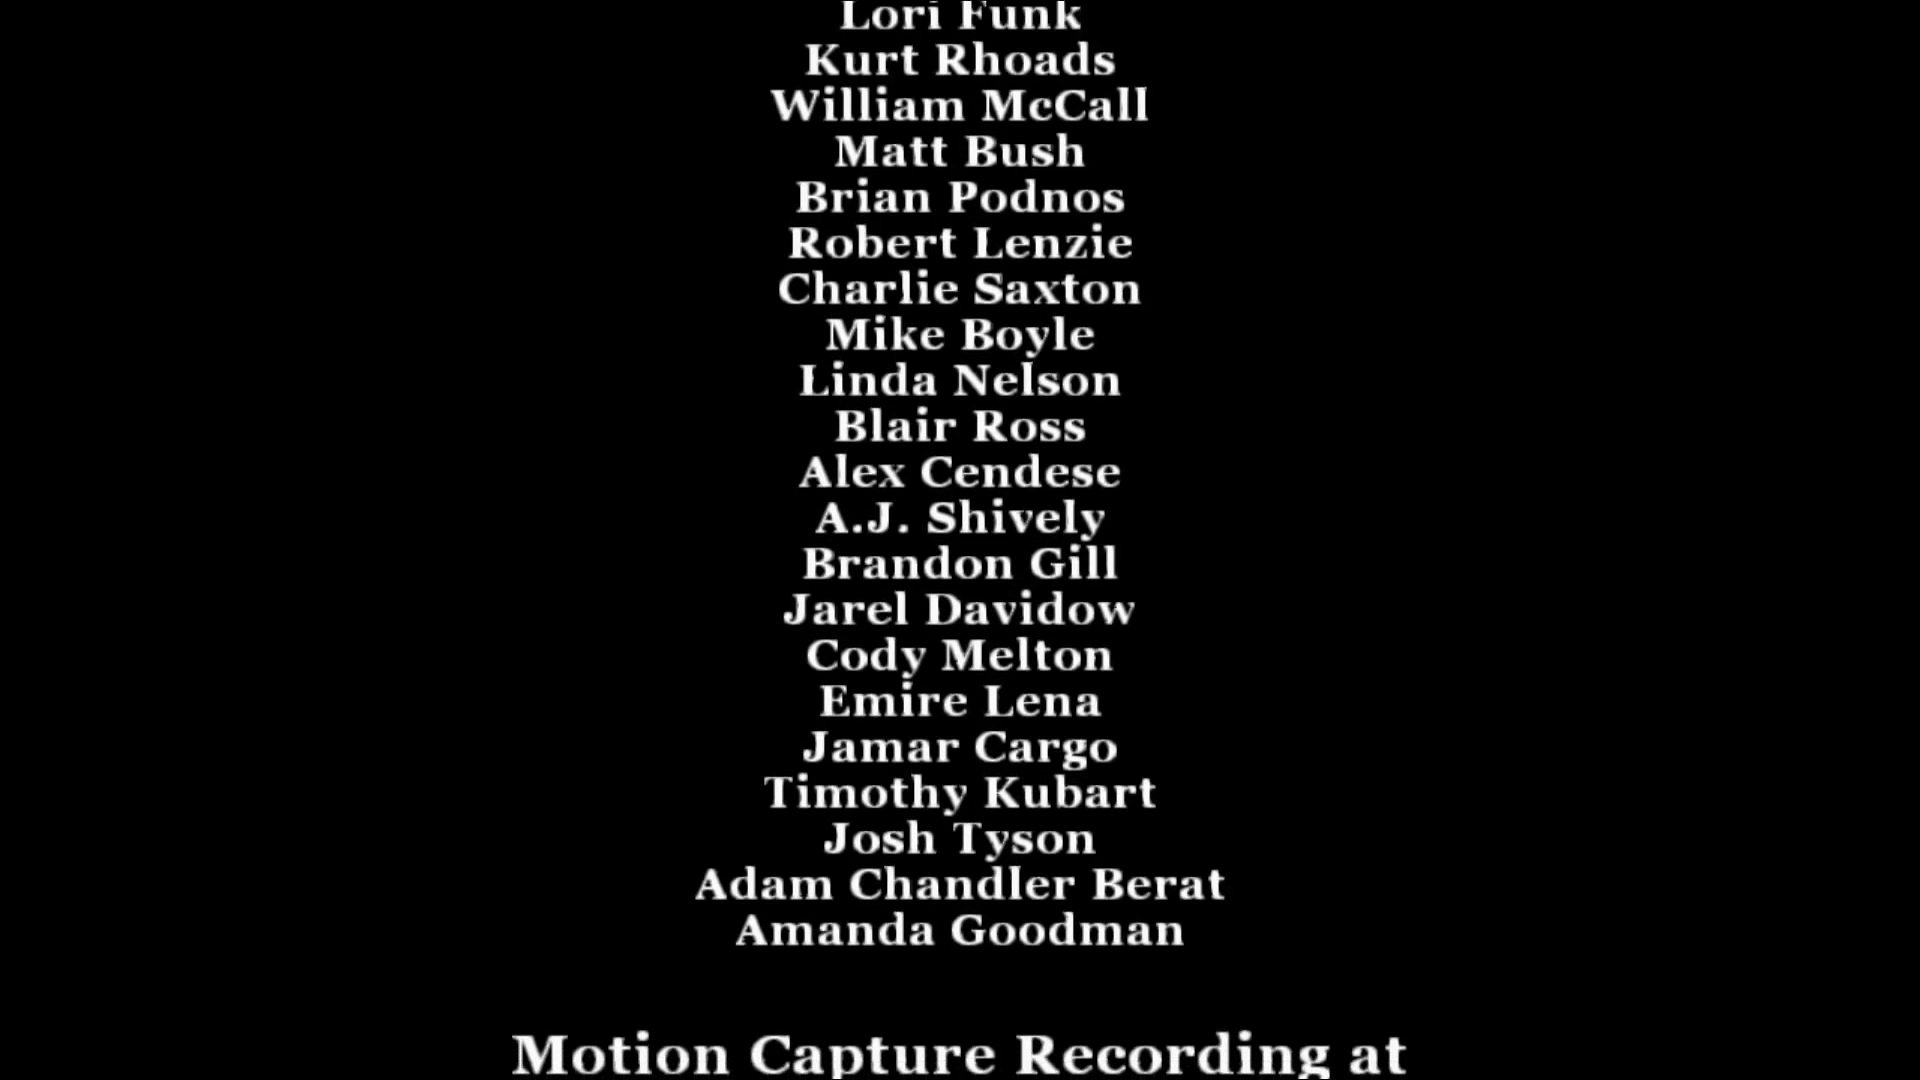 Lori Funk
Kurt Rhoads
William McCall
Matt Bush
Brian Podnos
Robert Lenzie
Charlie Saxton
Mike Boyle
Linda Nelson
Blair Ross
Alex Cendese
A.J. Shively
Brandon Gill
Jarel Davidow
Cody Melton
Emire Lena
Jamar Cargo
Timothy Kubart
Josh Tyson
Adam Chandler Berat
Amanda Goodman
Motion Capture Recording at